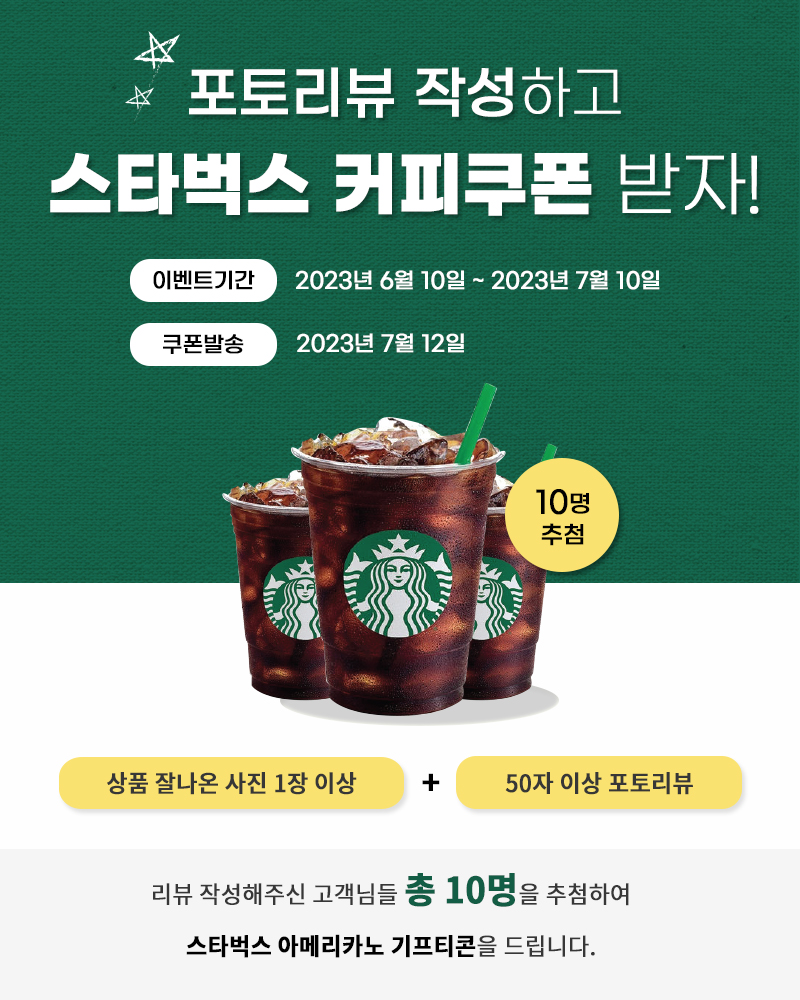 포토리뷰 작성하고
스타벅스 커피쿠폰 받자!
이벤트기간 2023년 6월 10일 ~ 2023년 7월 10일
쿠폰발송 2023년 7월 12일
10명
추첨
상품 잘나온 사진 1장 이상 + 50자 이상 포토리뷰
리뷰 작성해주신 고객님들 총 10명을 추첨하여
스타벅스 아메리카노 기프티콘을 드립니다.